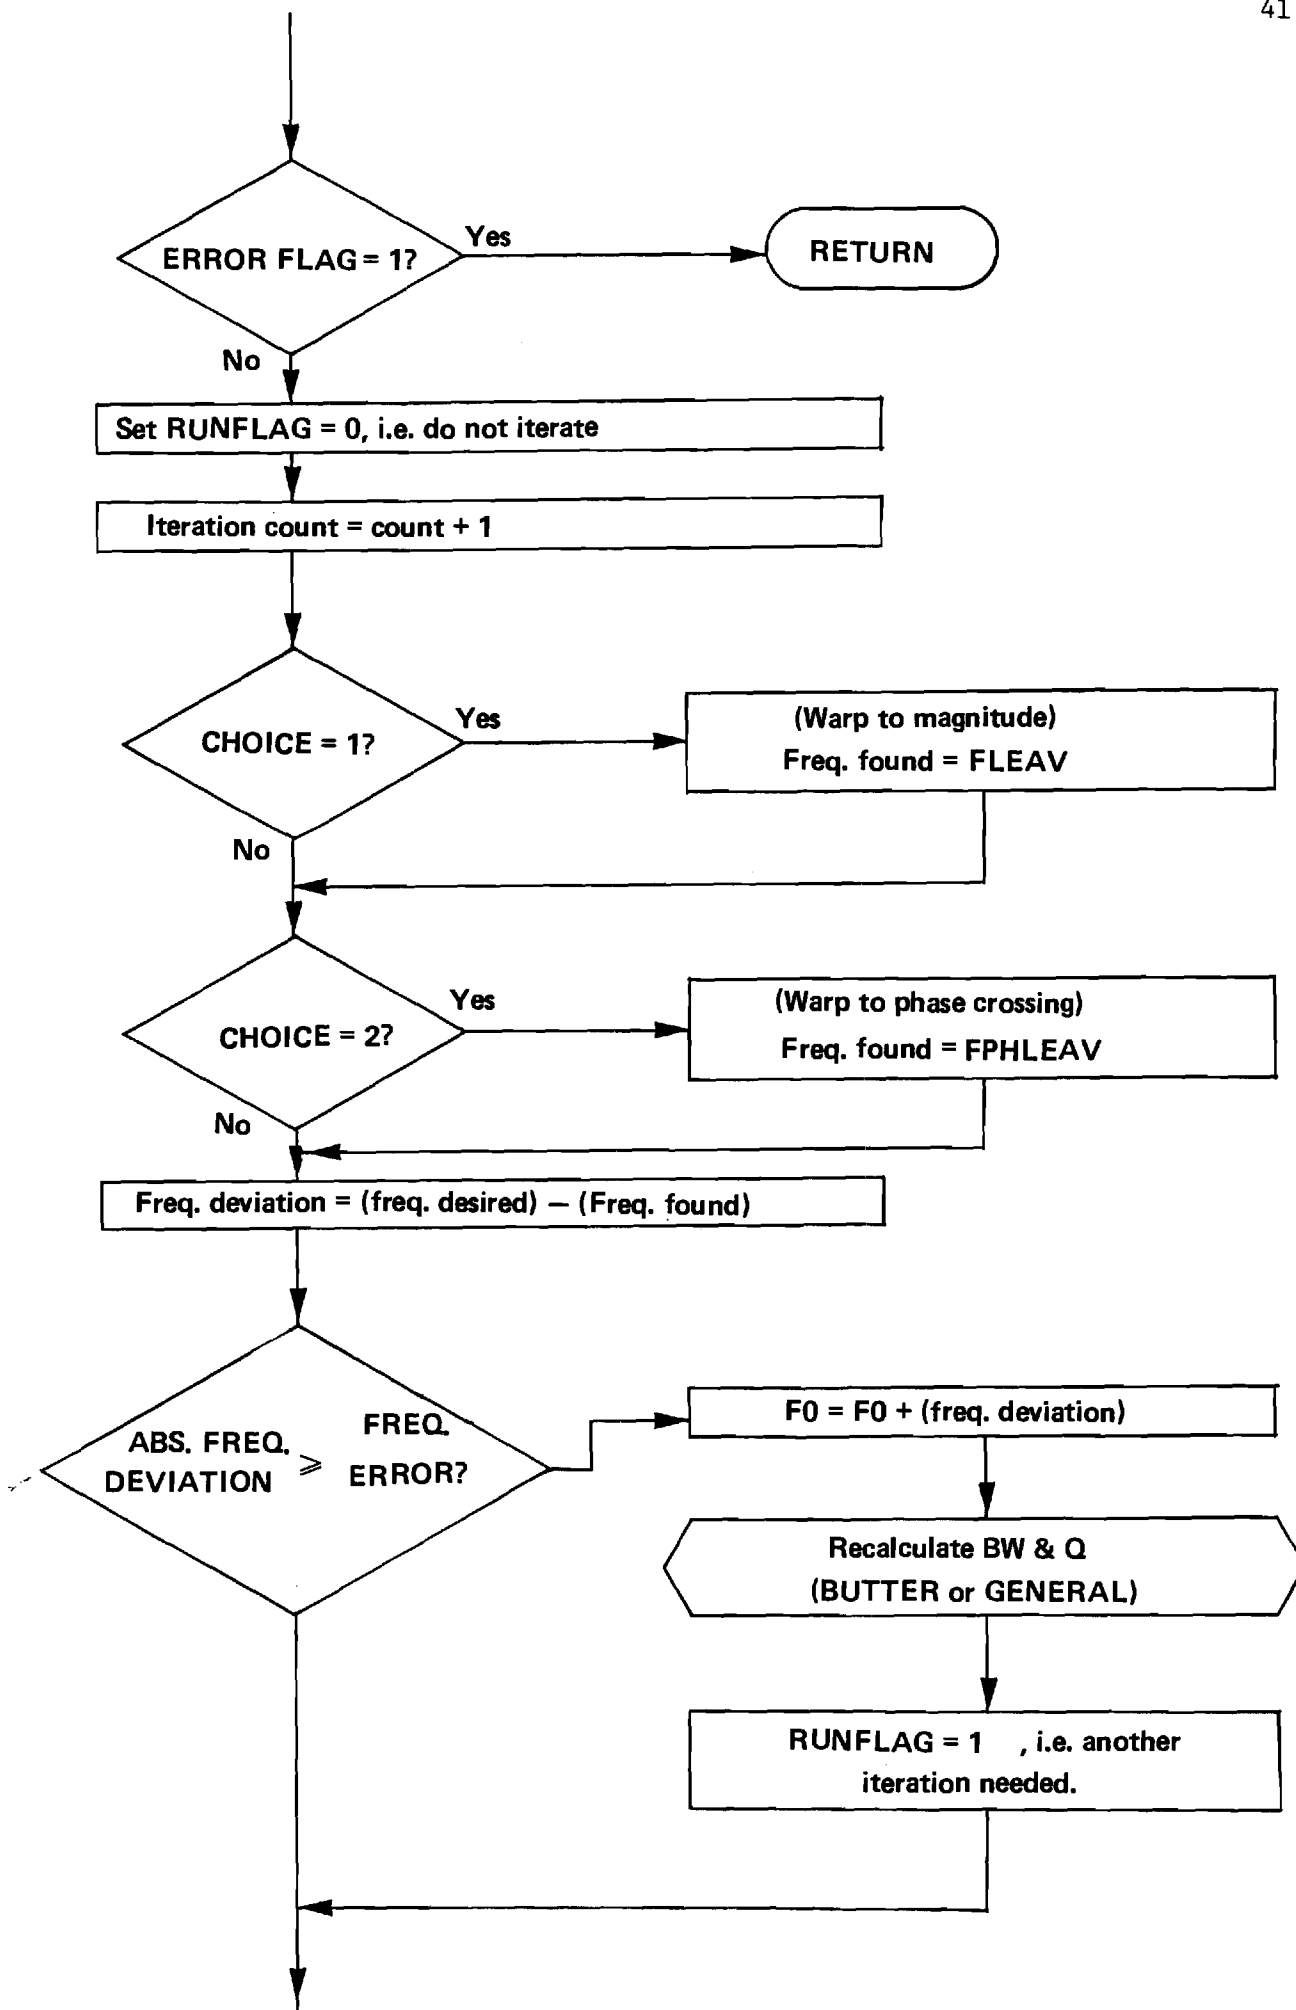 41
ERROR FLAG = 1?
Yes
RETURN
No
Set RUNFLAG = 0, i.e. do not iterate
Iteration count = count + 1
CHOICE = 1?
Yes
(Warp to magnitude)
Freq. found = FLEAV
No
CHOICE = 2?
Yes
(Warp to phase crossing)
Freq. found = FPHLEAV
No
Freq. deviation = (freq. desired) — (Freq. found)
ABS. FREQ. DEVIATION ⩾ FREQ. ERROR?
F0 = F0 + (freq. deviation)
Recalculate BW & Q
(BUTTER or GENERAL)
RUNFLAG = 1 , i.e. another
iteration needed.